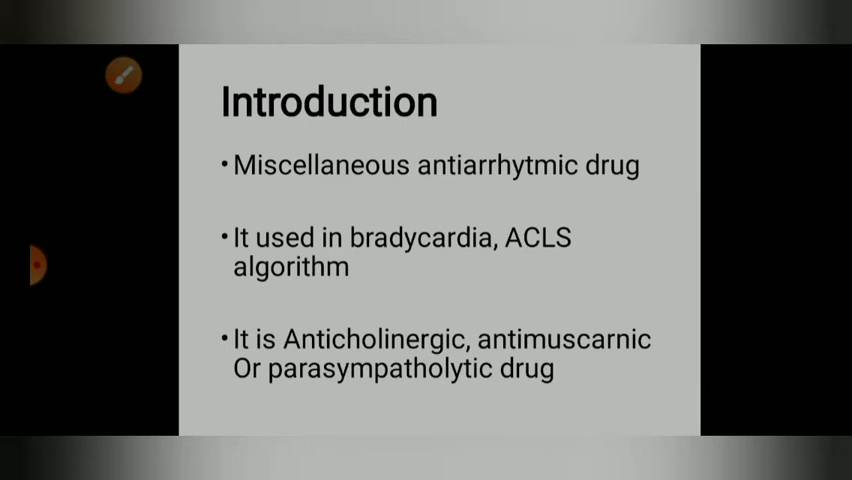 Introduction
• Miscellaneous antiarrhytmic drug
• It used in bradycardia, ACLS
algorithm
• It is Anticholinergic, antimuscarnic
Or parasympatholytic drug